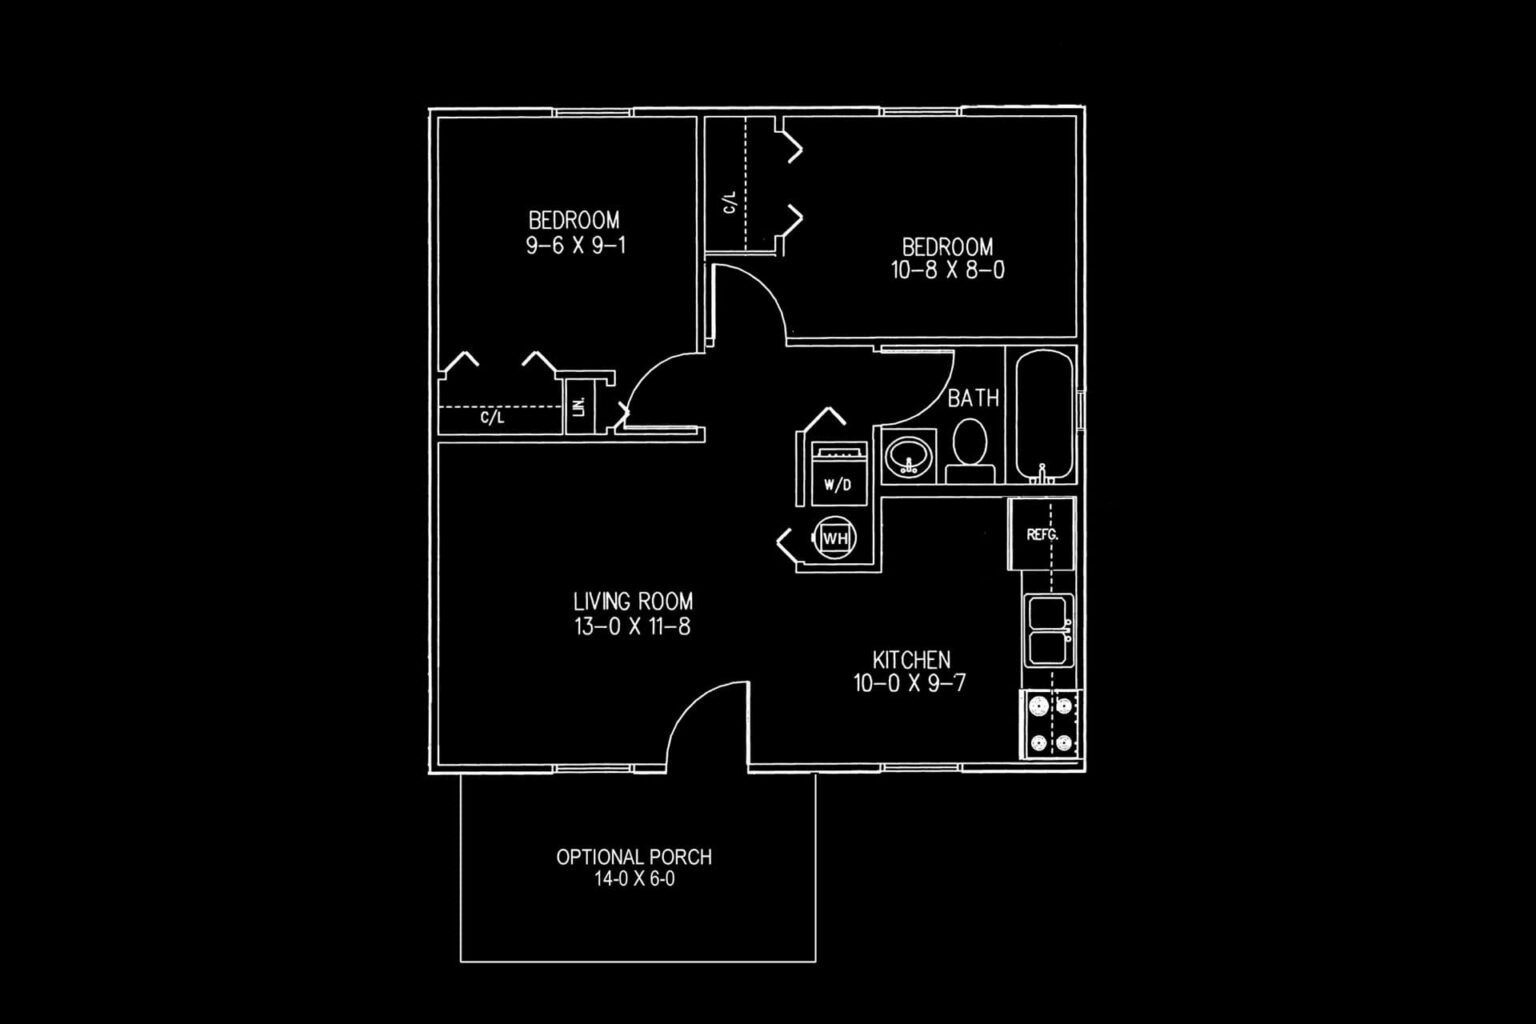 C/L
BEDROOM
9-6 X 9-1
BEDROOM
10-8 X 8-0
C/L
LIN.
BATH
W/D
WH
REFG.
LIVING ROOM
13-0 X 11-8
KITCHEN
10-0 X 9-7
OPTIONAL PORCH
14-0 X 6-0